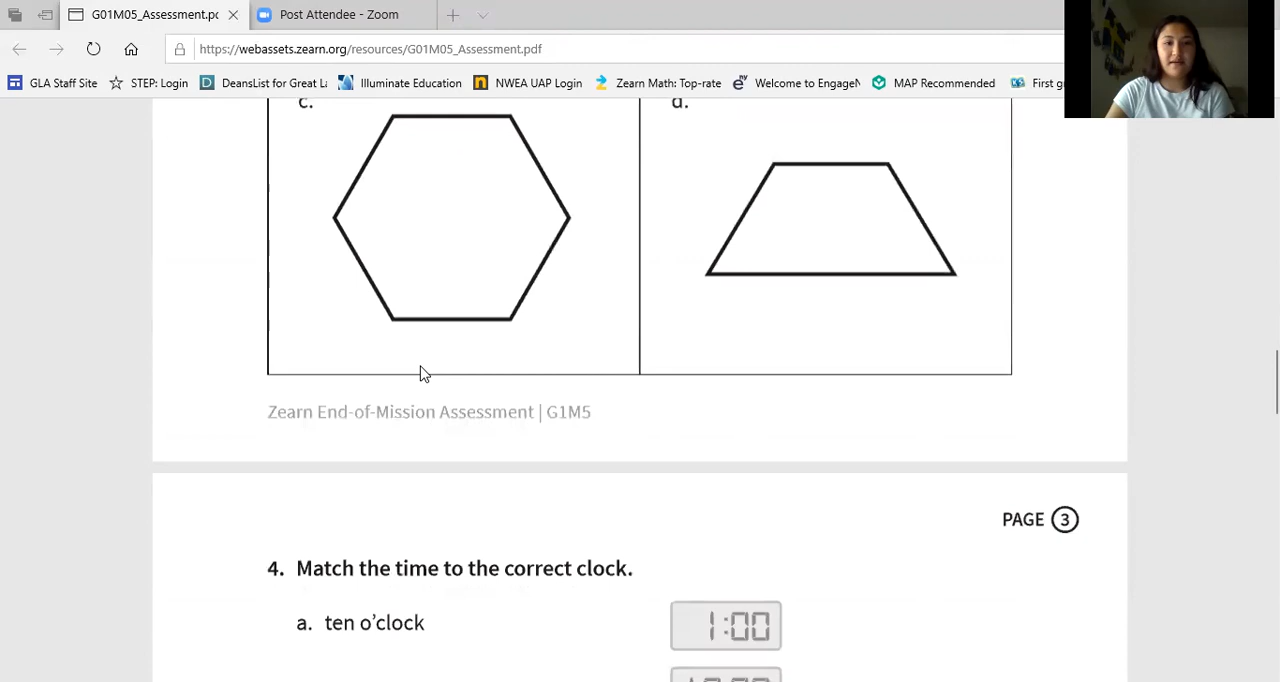 G01M05_Assessment.pc
Post Attendee - Zoom
https://webassets.zearn.org/resources/G01M05_Assessment.pdf
GLA Staff Site STEP: Login DeansList for Great La Illuminate Education NWEA UAP Login Zearn Math: Top-rate Welcome to EngageN MAP Recommended First g
c. d.
Zearn End-of-Mission Assessment | G1M5
PAGE 3
4. Match the time to the correct clock.
a. ten o'clock 1:00